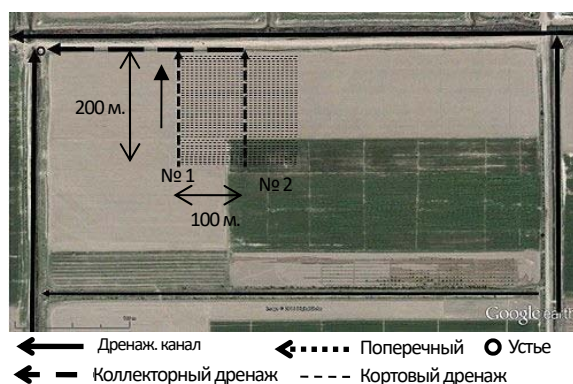 200 м.
№ 1
№ 2
100 м.
Google earth
Дренаж. канал
Поперечный
Устье
Коллекторный дренаж
Кортовый дренаж